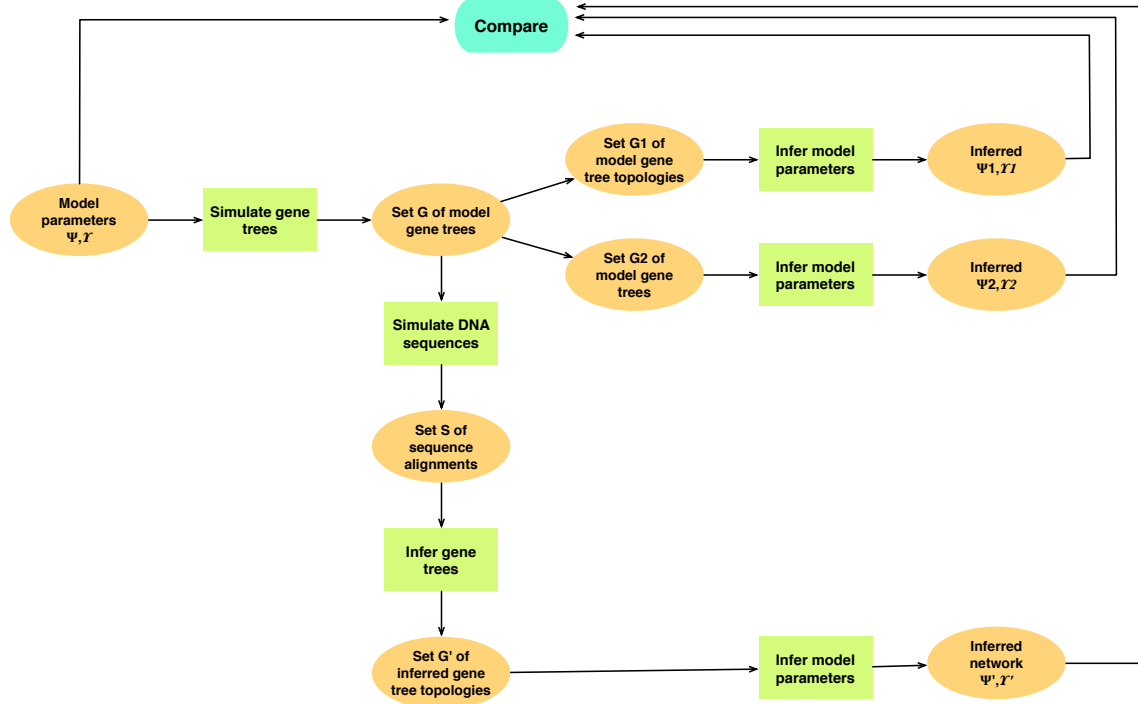 Compare
Set G1 of
model gene
tree topologies
Infer model
parameters
Inferred
Ψ1,ϒ1
Model
parameters
Ψ,ϒ
Simulate gene
trees
Set G of model
gene trees
Set G2 of
model gene
trees
Infer model
parameters
Inferred
Ψ2,ϒ2
Simulate DNA
sequences
Set S of
sequence
alignments
Infer gene
trees
Set G' of
inferred gene
tree topologies
Infer model
parameters
Inferred
network
Ψ',ϒ'